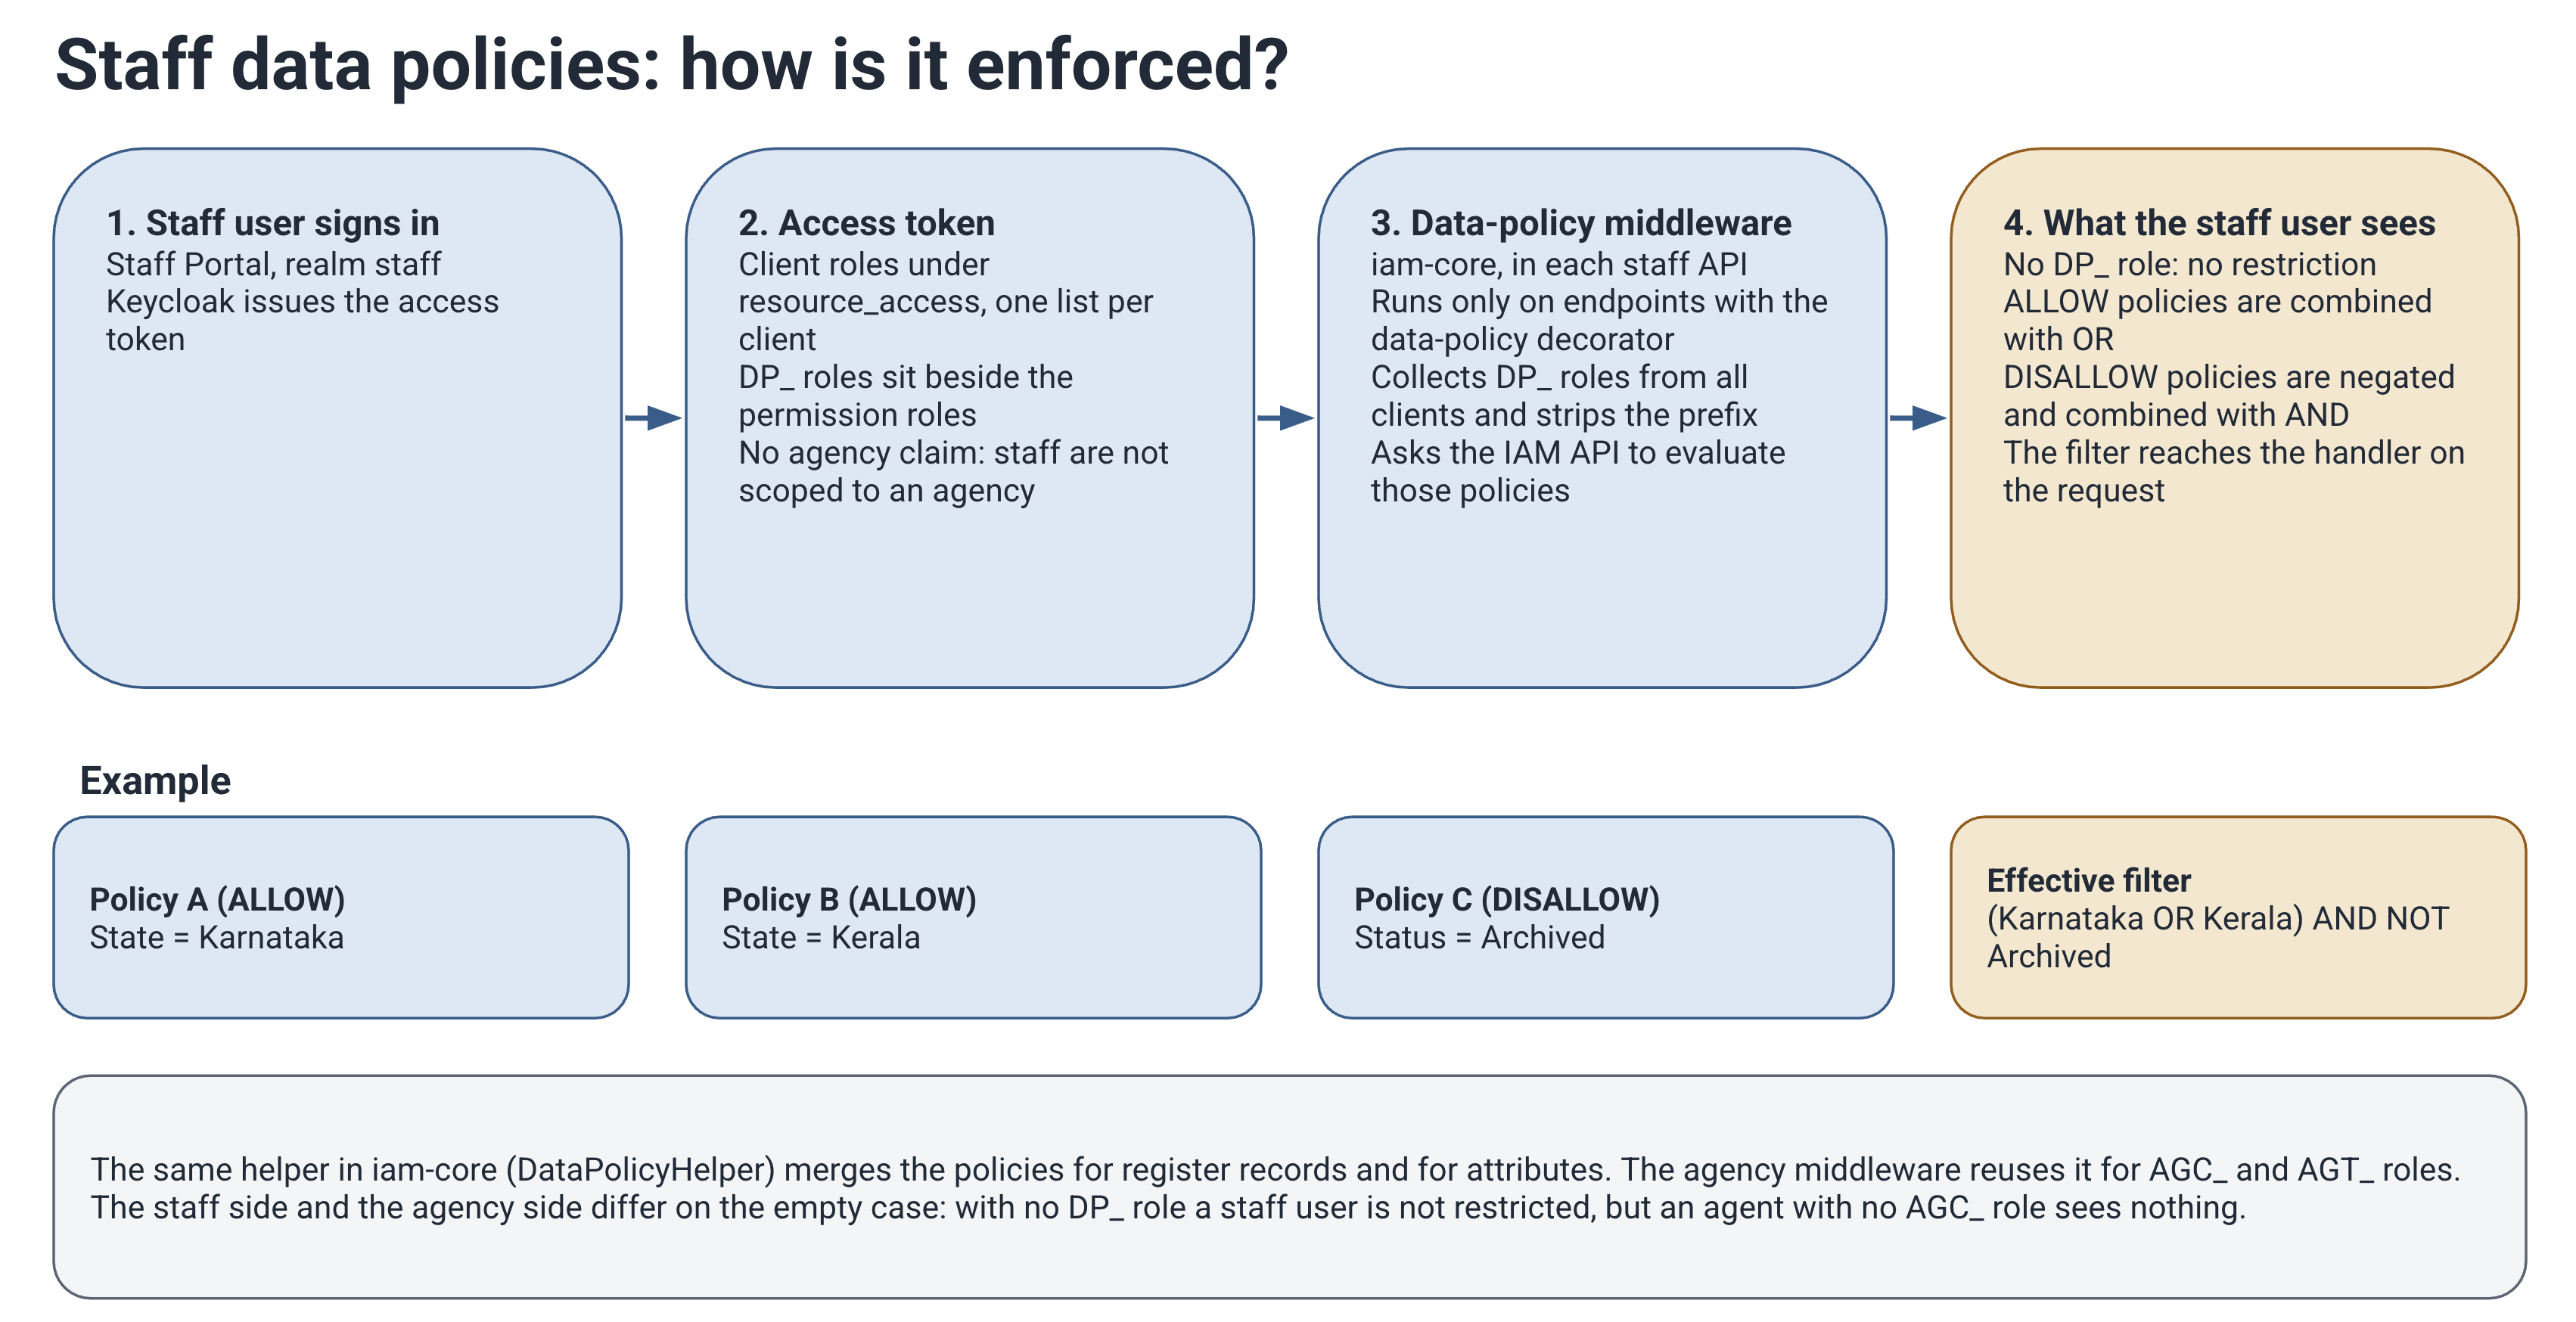 Staff data policies: how is it enforced?
1. Staff user signs in
Staff Portal, realm staff
Keycloak issues the access
token
2. Access token
Client roles under
resource_access, one list per
client
DP_ roles sit beside the
permission roles
No agency claim: staff are not
scoped to an agency
3. Data-policy middleware
iam-core, in each staff API
Runs only on endpoints with the
data-policy decorator
Collects DP_ roles from all
clients and strips the prefix
Asks the IAM API to evaluate
those policies
4. What the staff user sees
No DP_ role: no restriction
ALLOW policies are combined
with OR
DISALLOW policies are negated
and combined with AND
The filter reaches the handler on
the request
Example
Policy A (ALLOW)
State = Karnataka
Policy B (ALLOW)
State = Kerala
Policy C (DISALLOW)
Status = Archived
Effective filter
(Karnataka OR Kerala) AND NOT
Archived
The same helper in iam-core (DataPolicyHelper) merges the policies for register records and for attributes. The agency middleware reuses it for AGC_ and AGT_ roles.
The staff side and the agency side differ on the empty case: with no DP_ role a staff user is not restricted, but an agent with no AGC_ role sees nothing.